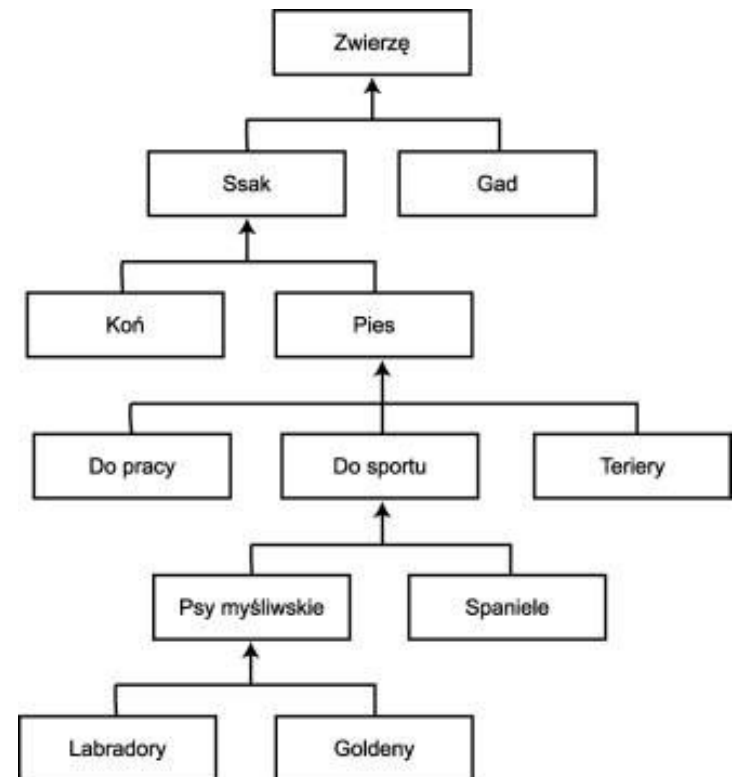 Zwierzę
Ssak
Gad
Koń
Pies
Do pracy
Do sportu
Teriery
Psy myśliwskie
Spaniele
Labradory
Goldeny